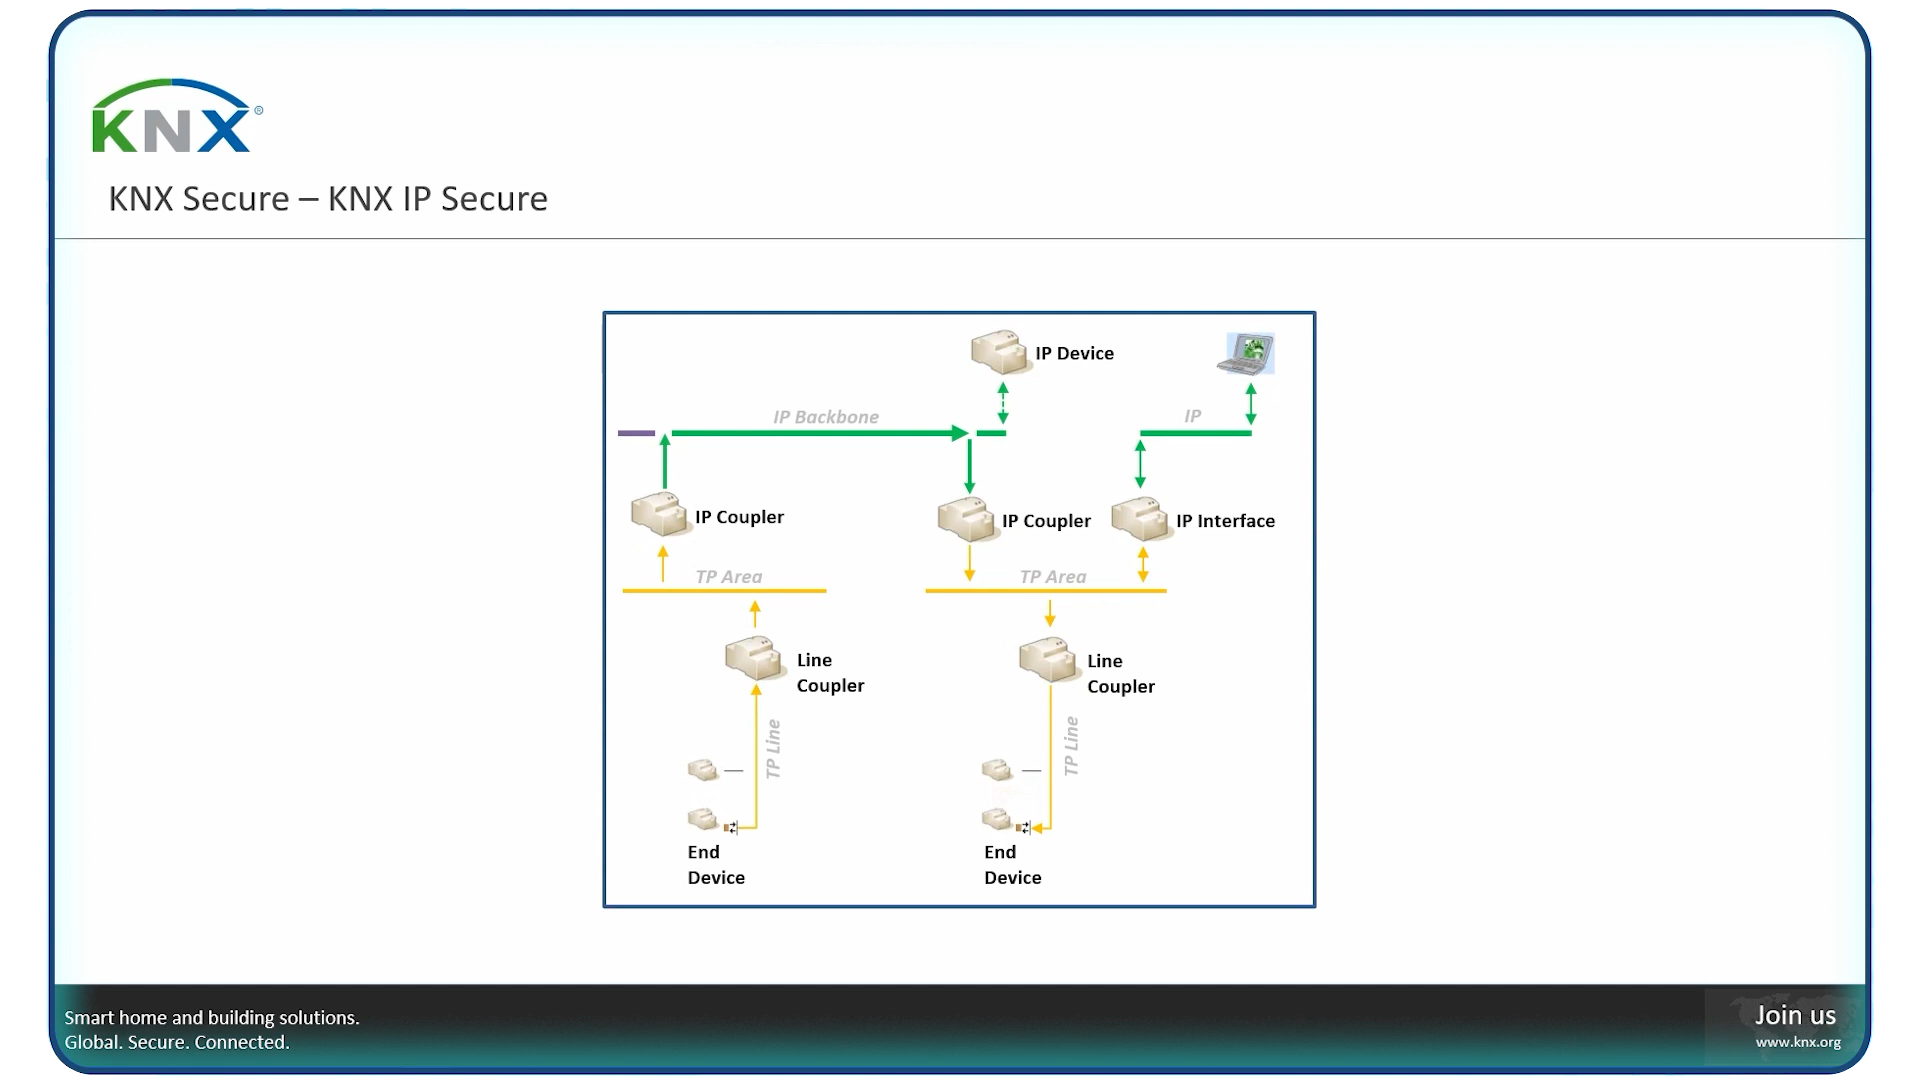 KNX®
KNX Secure – KNX IP Secure
IP Device
IP Backbone
IP
IP Coupler
IP Coupler
IP Interface
TP Area
TP Area
Line
Coupler
Line
Coupler
TP Line
TP Line
End
Device
End
Device
Smart home and building solutions.
Global. Secure. Connected.
Join us
www.knx.org